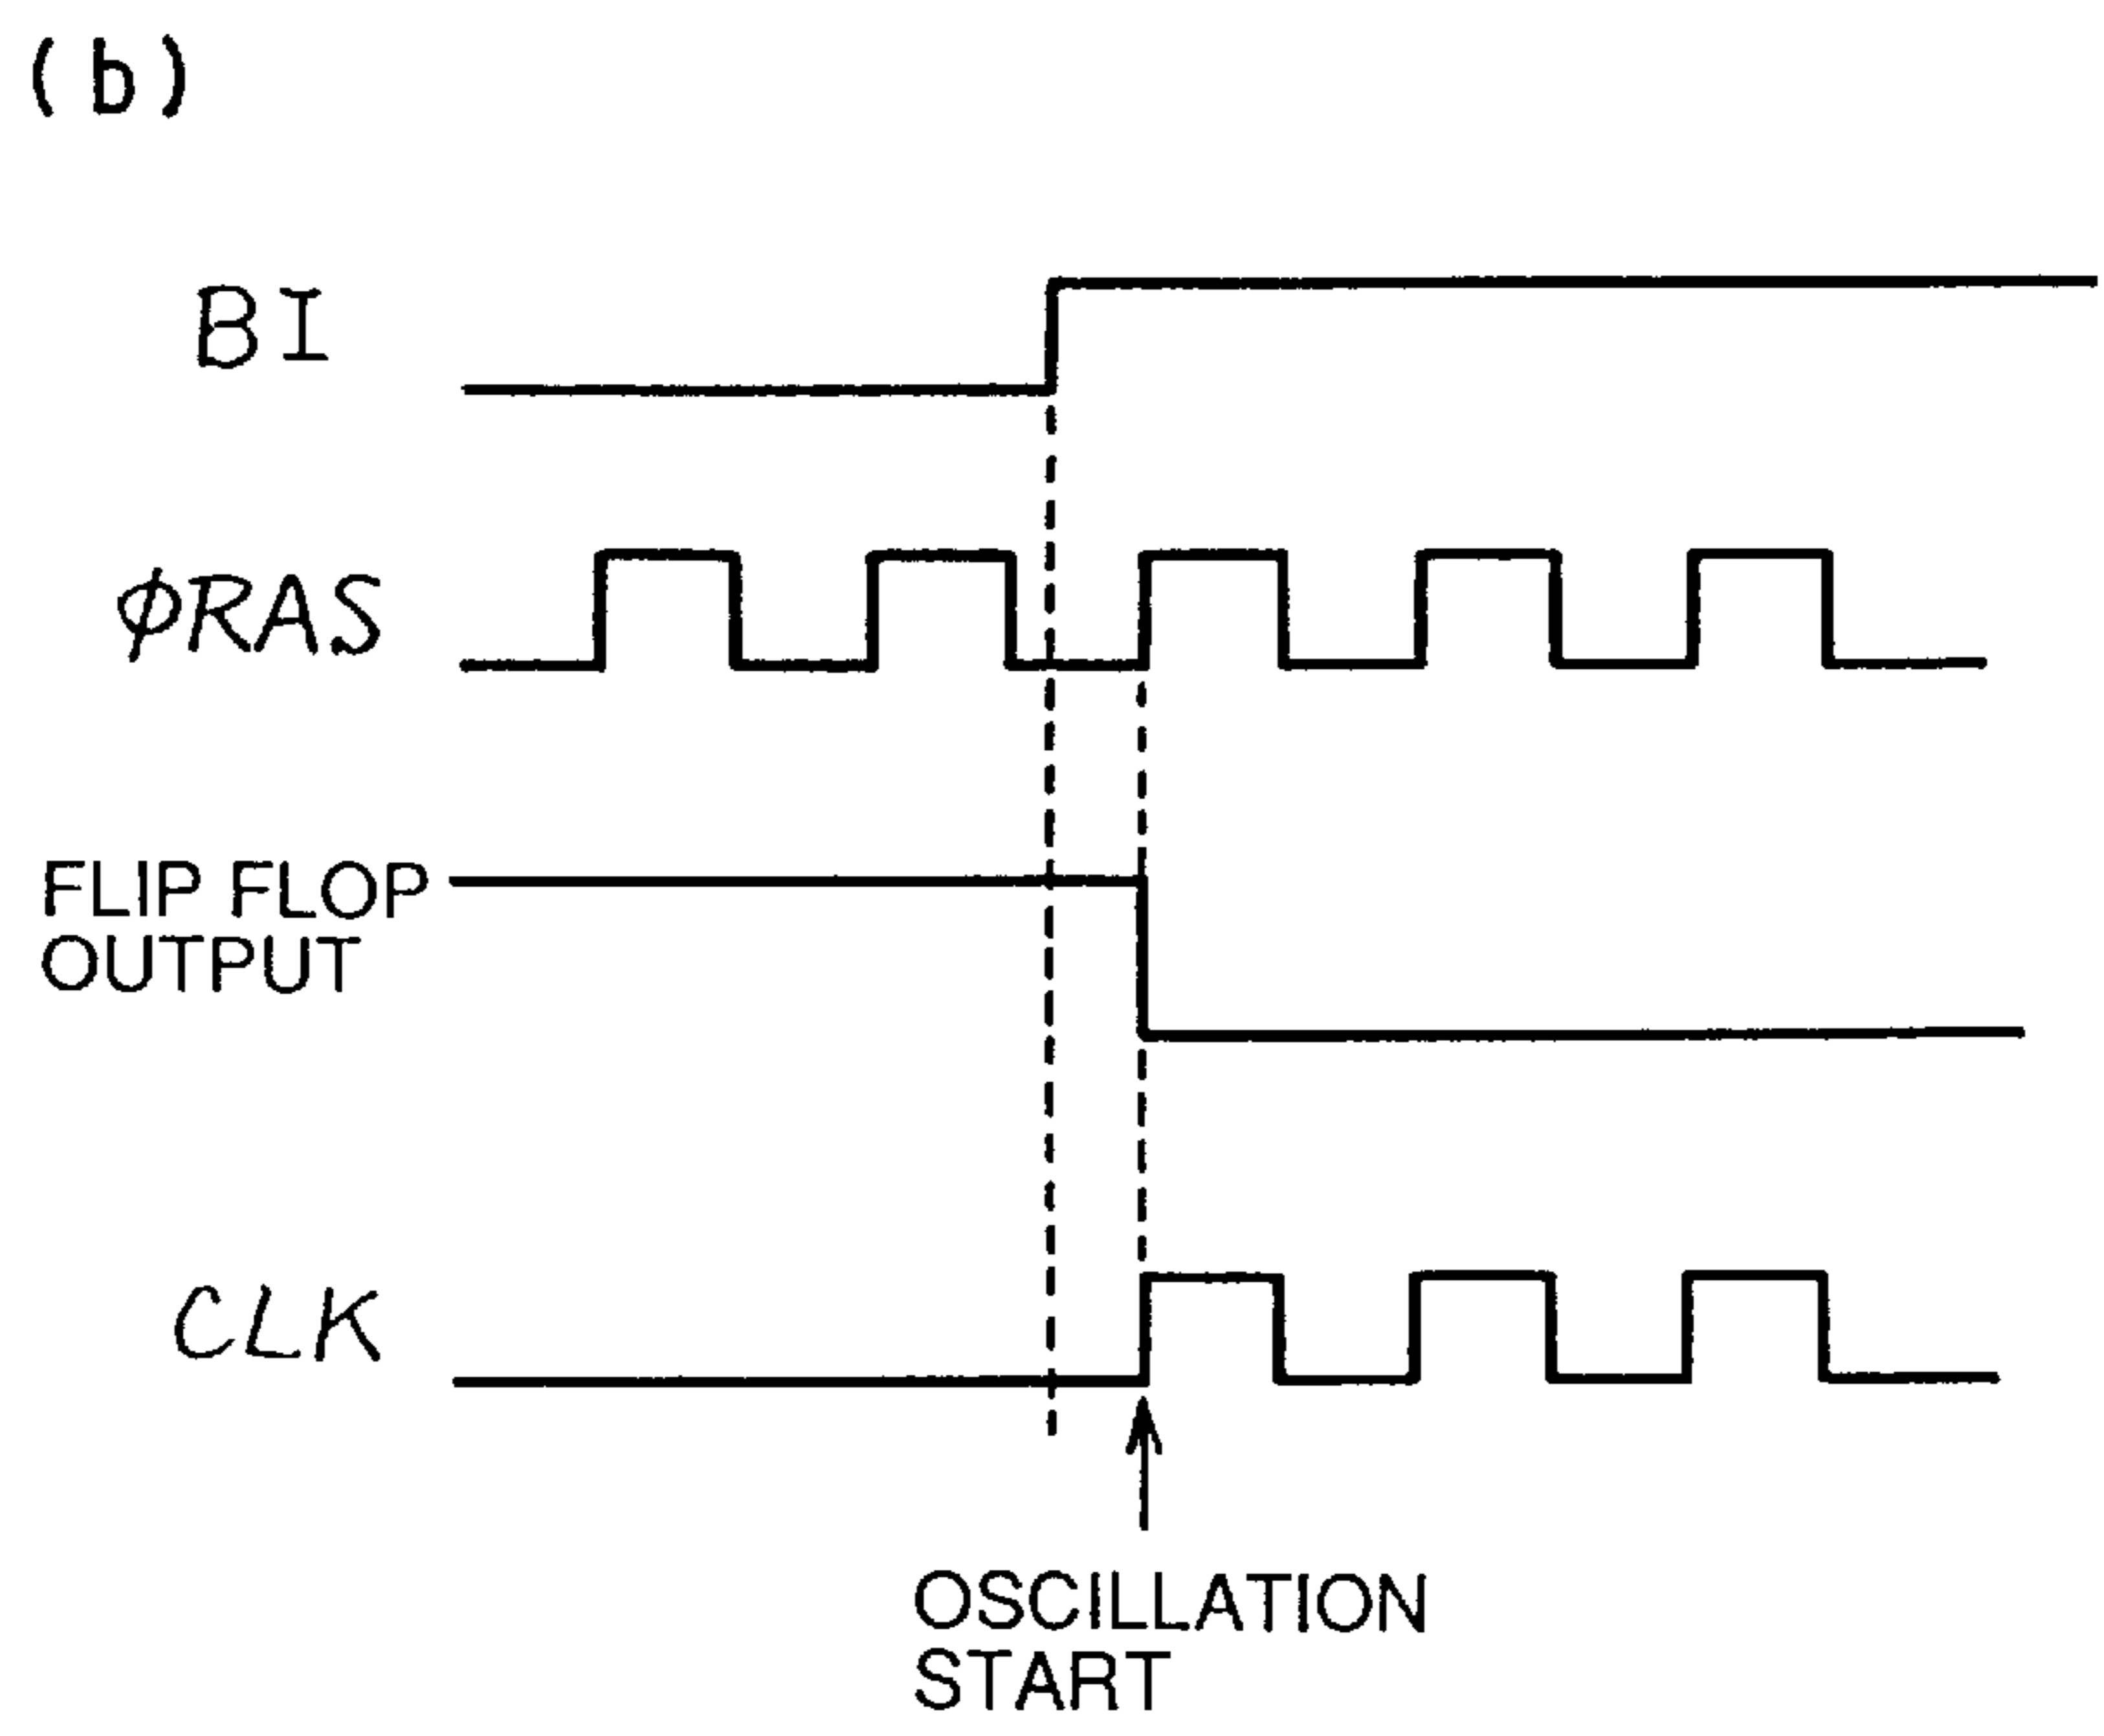 (b)
BI
φRAS
FLIP FLOP
OUTPUT
CLK
OSCILLATION
START